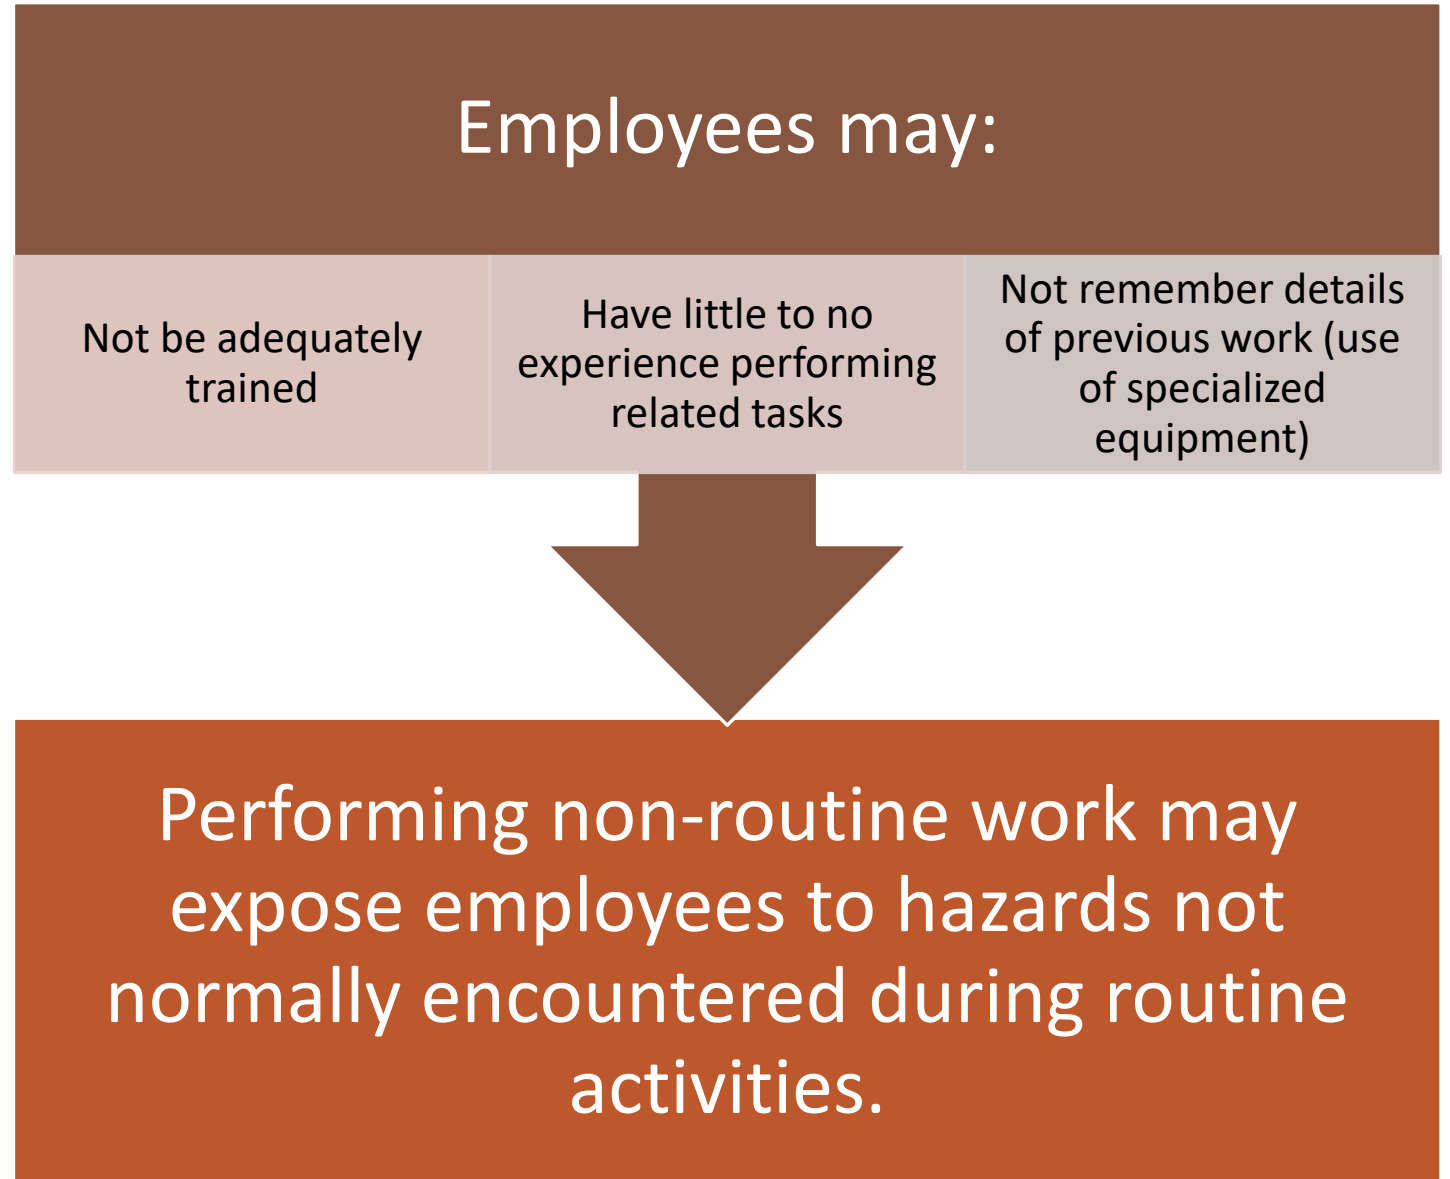 Employees may:
Not be adequately
trained
Have little to no
experience performing
related tasks
Not remember details
of previous work (use
of specialized
equipment)
Performing non-routine work may
expose employees to hazards not
normally encountered during routine
activities.